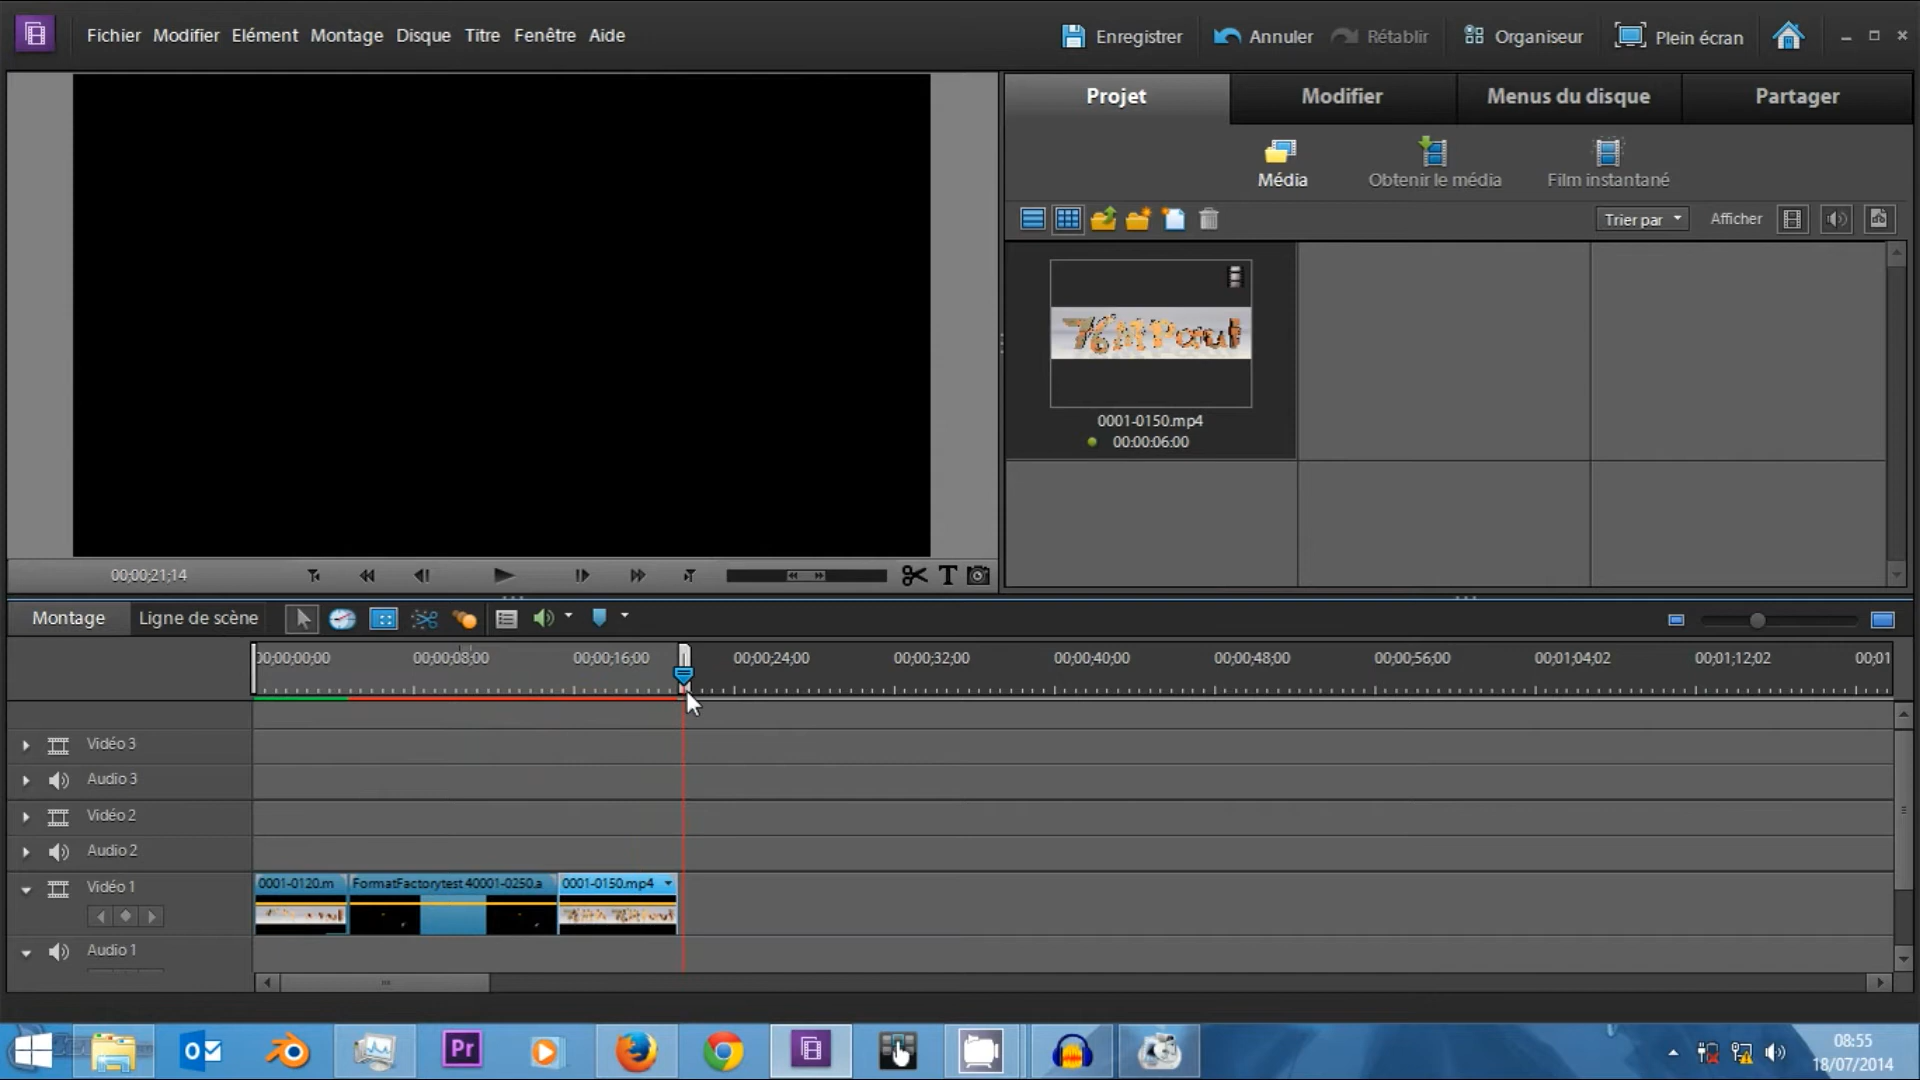 Fichier Modifier Elément Montage Disque Titre Fenêtre Aide
Enregistrer Annuler Rétablir Organiseur Plein écran
Projet Modifier Menus du disque Partager
Média Obtenir le média Film instantané
Trier par Afficher
76MPaul
0001-0150.mp4
00:00:06:00
00;00;21;14
Montage Ligne de scène
00;00;00;00 00;00;08;00 00;00;16;00 00;00;24;00 00;00;32;00 00;00;40;00 00;00;48;00 00;00;56;00 00;01;04;02 00;01;12;02 00;01
Vidéo 3
Audio 3
Vidéo 2
Audio 2
Vidéo 1
0001-0120.m FormatFactorytest 40001-0250.a 0001-0150.mp4
Audio 1
Pr
08:55
18/07/2014